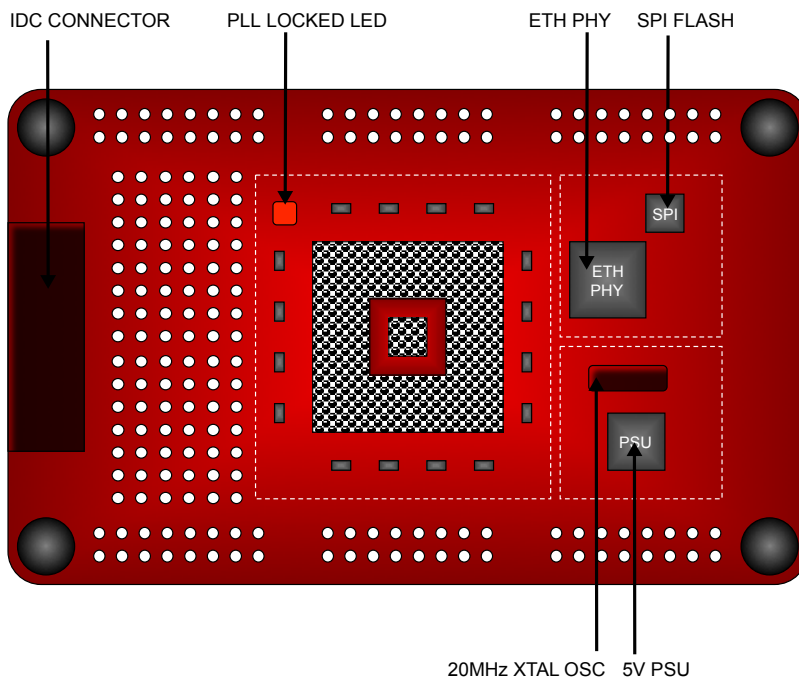 IDC CONNECTOR
PLL LOCKED LED
ETH PHY
SPI FLASH
SPI
ETH
PHY
PSU
20MHz XTAL OSC
5V PSU